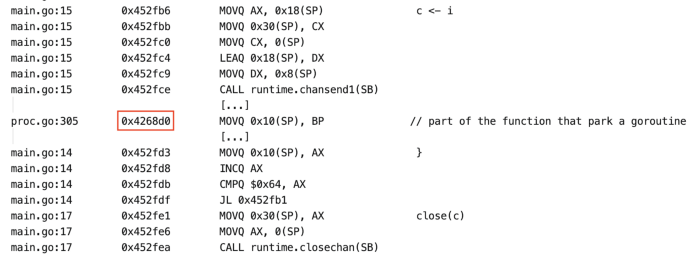 main.go:15 0x452fb6 MOVQ AX, 0x18(SP) c <- i
main.go:15 0x452fbb MOVQ 0x30(SP), CX
main.go:15 0x452fc0 MOVQ CX, 0(SP)
main.go:15 0x452fc4 LEAQ 0x18(SP), DX
main.go:15 0x452fc9 MOVQ DX, 0x8(SP)
main.go:15 0x452fce CALL runtime.chansend1(SB)
[...]
proc.go:305 0x4268d0 MOVQ 0x10(SP), BP // part of the function that park a goroutine
[...]
main.go:14 0x452fd3 MOVQ 0x10(SP), AX }
main.go:14 0x452fd8 INCQ AX
main.go:14 0x452fdb CMPQ $0x64, AX
main.go:14 0x452fdf JL 0x452fb1
main.go:17 0x452fe1 MOVQ 0x30(SP), AX close(c)
main.go:17 0x452fe6 MOVQ AX, 0(SP)
main.go:17 0x452fea CALL runtime.closechan(SB)